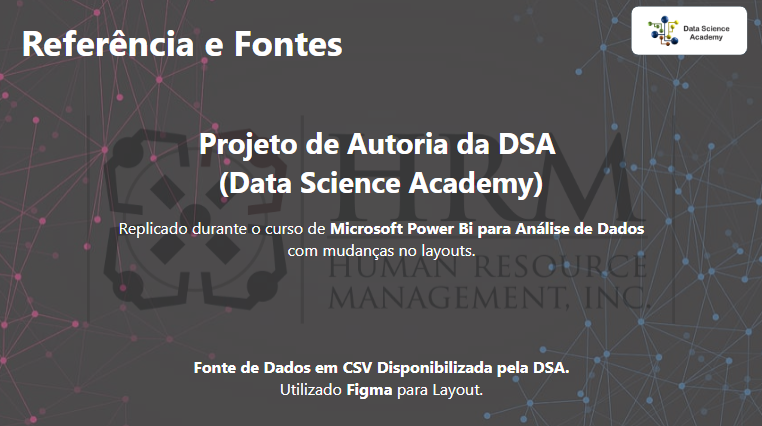 Referência e Fontes
Data Science
Academy
Projeto de Autoria da DSA
(Data Science Academy)
HRM
Replicado durante o curso de Microsoft Power Bi para Análise de Dados
com mudanças no layouts.
HUMAN RESOURCE
MANAGEMENT, INC.
Fonte de Dados em CSV Disponibilizada pela DSA.
Utilizado Figma para Layout.